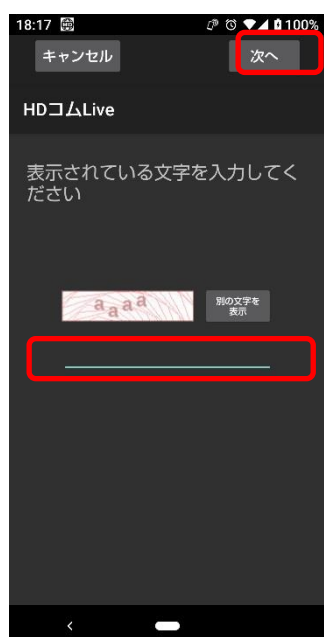 18:17 100%
キャンセル 次へ
HDコムLive
表示されている文字を入力してく
ださい
aaaa
別の文字を
表示